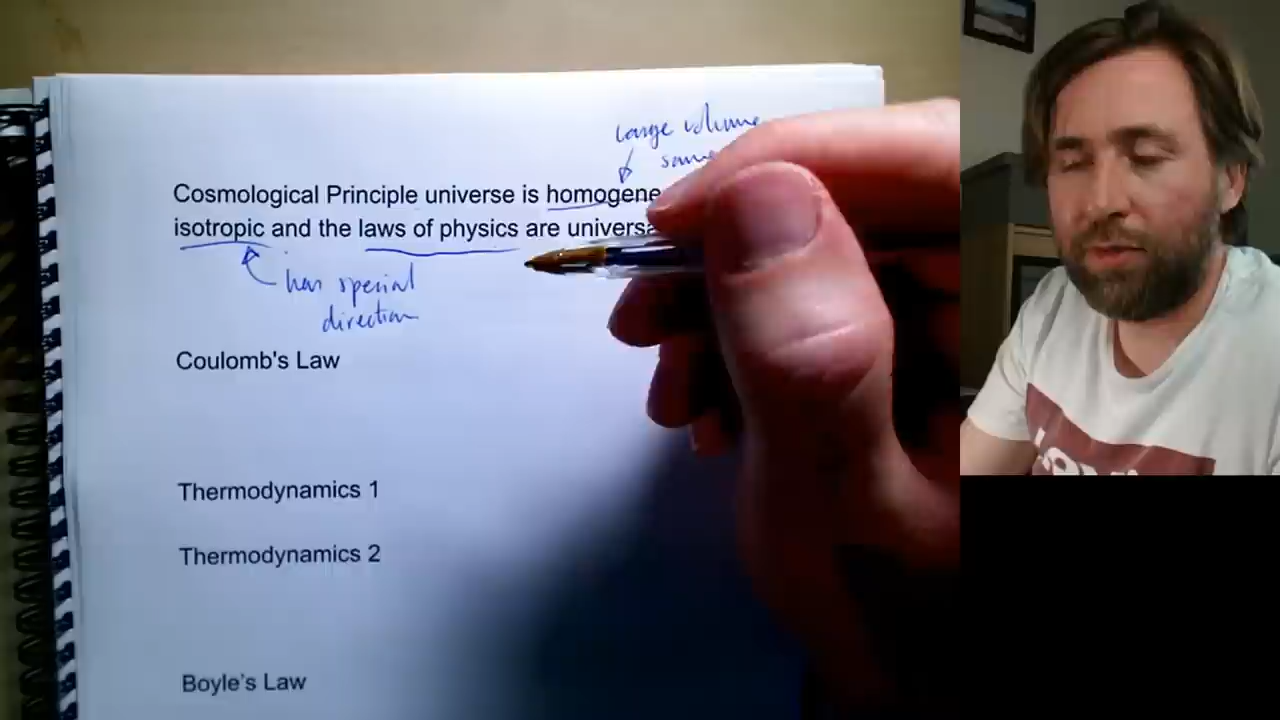 large volume
same
Cosmological Principle universe is homogene
isotropic and the laws of physics are universa
has special
direction
Coulomb's Law
Thermodynamics 1
Thermodynamics 2
Boyle's Law